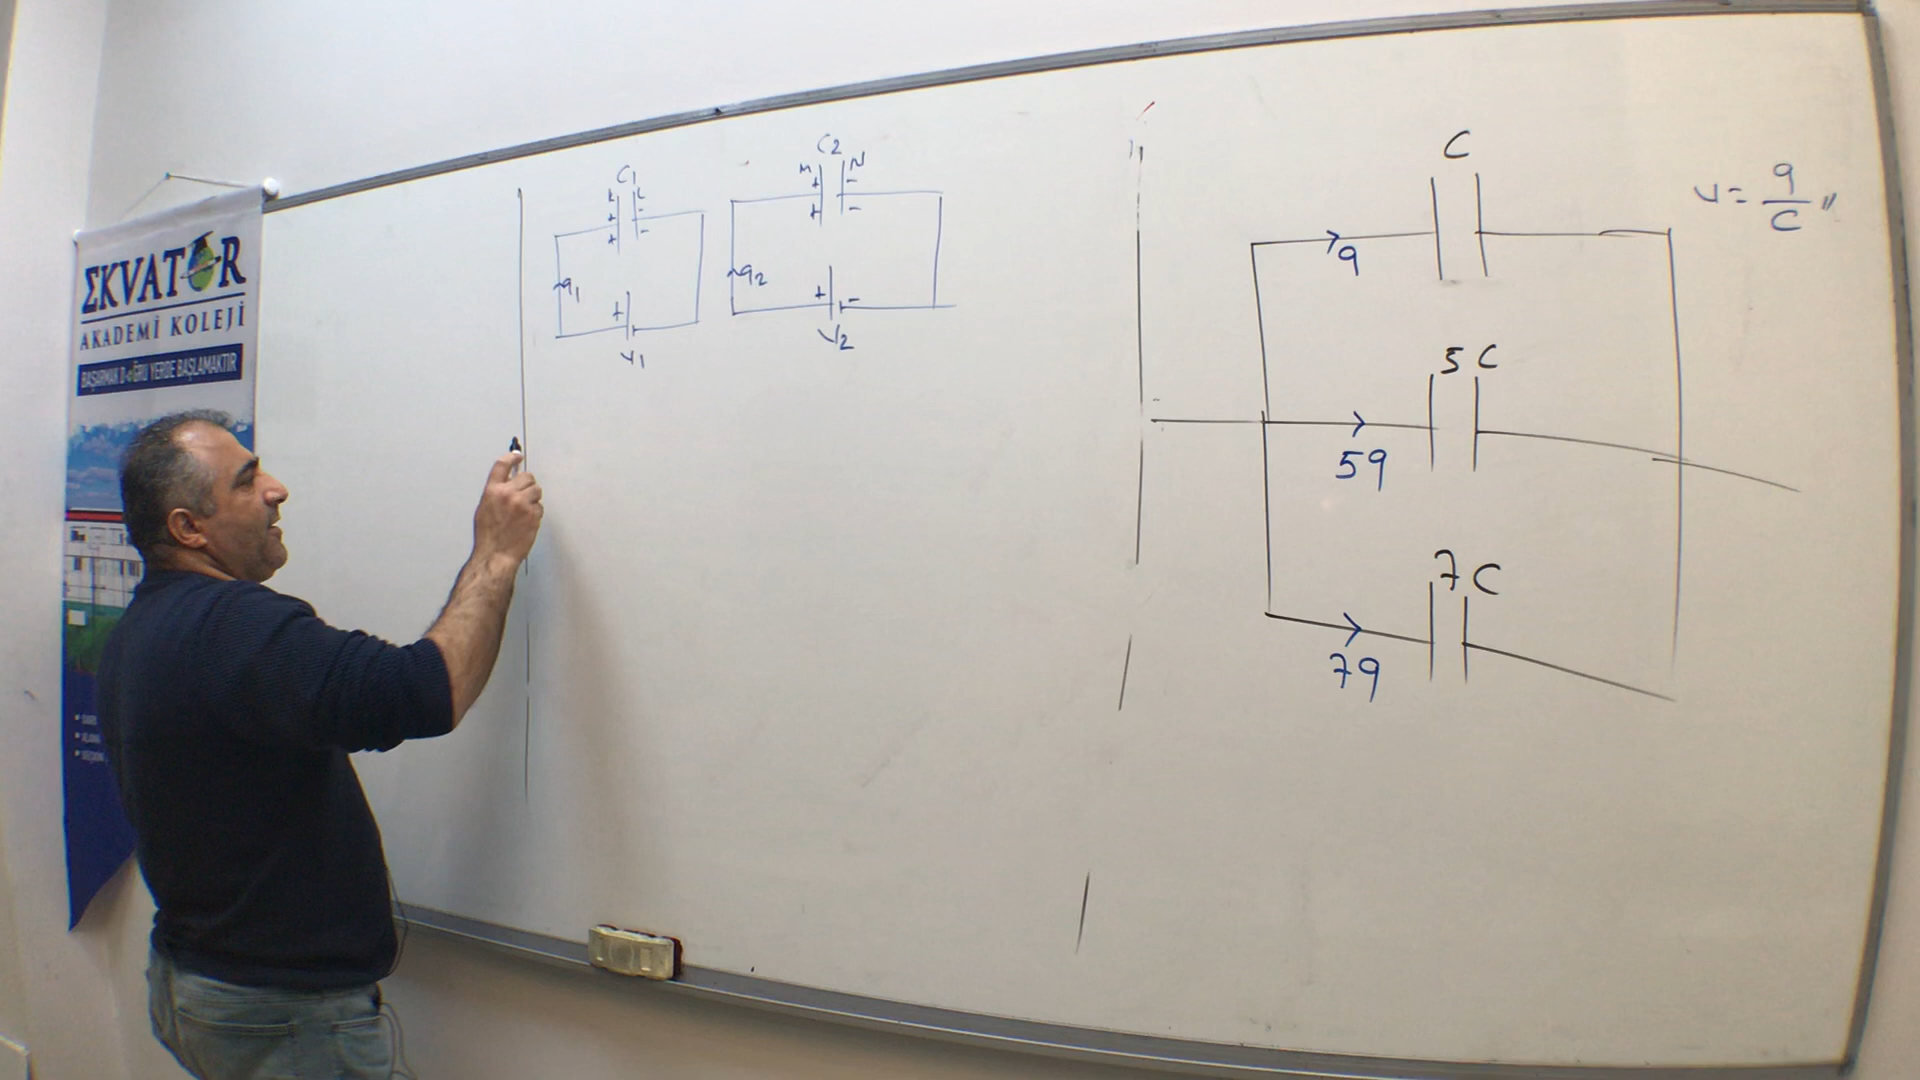 ΣKVATOR
AKADEMİ KOLEJİ
BAŞARMAK DOĞRU YERDE BAŞLAMAKTIR
C1
K L
+ -
+ -
q1
+
V1
C2
M N
+ -
+ -
q2
+ -
V2
C
q
5C
5q
7C
7q
V = q/C